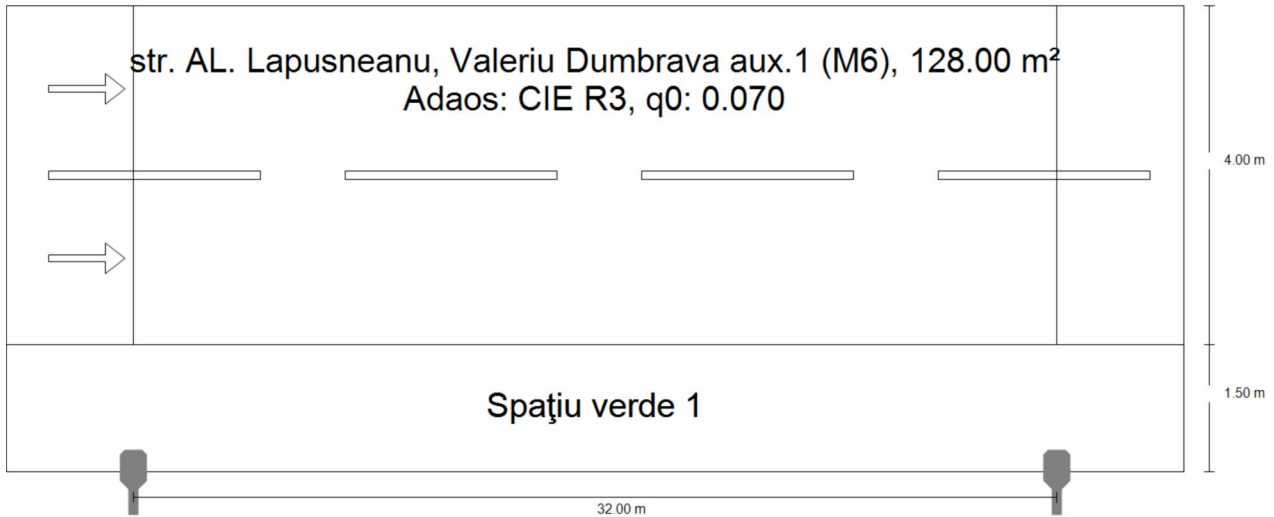 str. AL. Lapusneanu, Valeriu Dumbrava aux.1 (M6), 128.00 m²
Adaos: CIE R3, q0: 0.070
4.00 m
Spaţiu verde 1
1.50 m
32.00 m